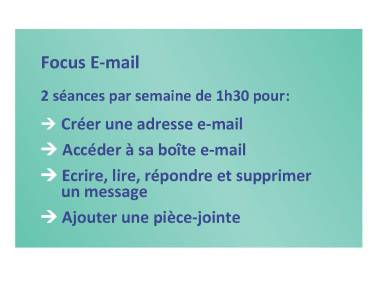 Focus E-mail
2 séances par semaine de 1h30 pour:
→ Créer une adresse e-mail
→ Accéder à sa boîte e-mail
→ Ecrire, lire, répondre et supprimer
un message
→ Ajouter une pièce-jointe